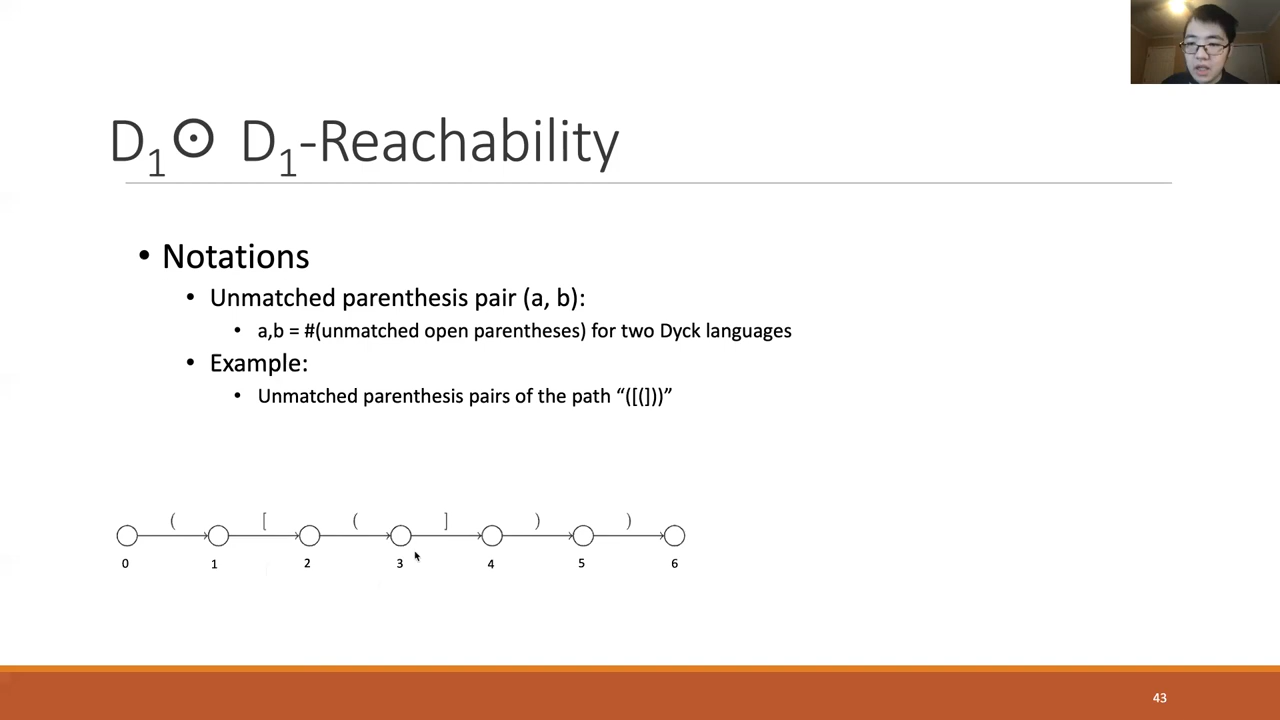 D₁⊙ D₁-Reachability
• Notations
• Unmatched parenthesis pair (a, b):
• a,b = #(unmatched open parentheses) for two Dyck languages
• Example:
• Unmatched parenthesis pairs of the path “([(]))”
( [ ( ] ) )
0 1 2 3 4 5 6
43